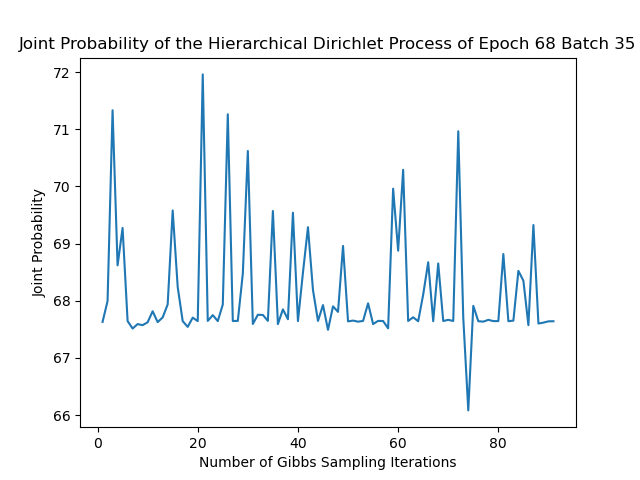 Joint Probability of the Hierarchical Dirichlet Process of Epoch 68 Batch 35
72
71
70
69
68
67
66
Joint Probability
0 20 40 60 80
Number of Gibbs Sampling Iterations